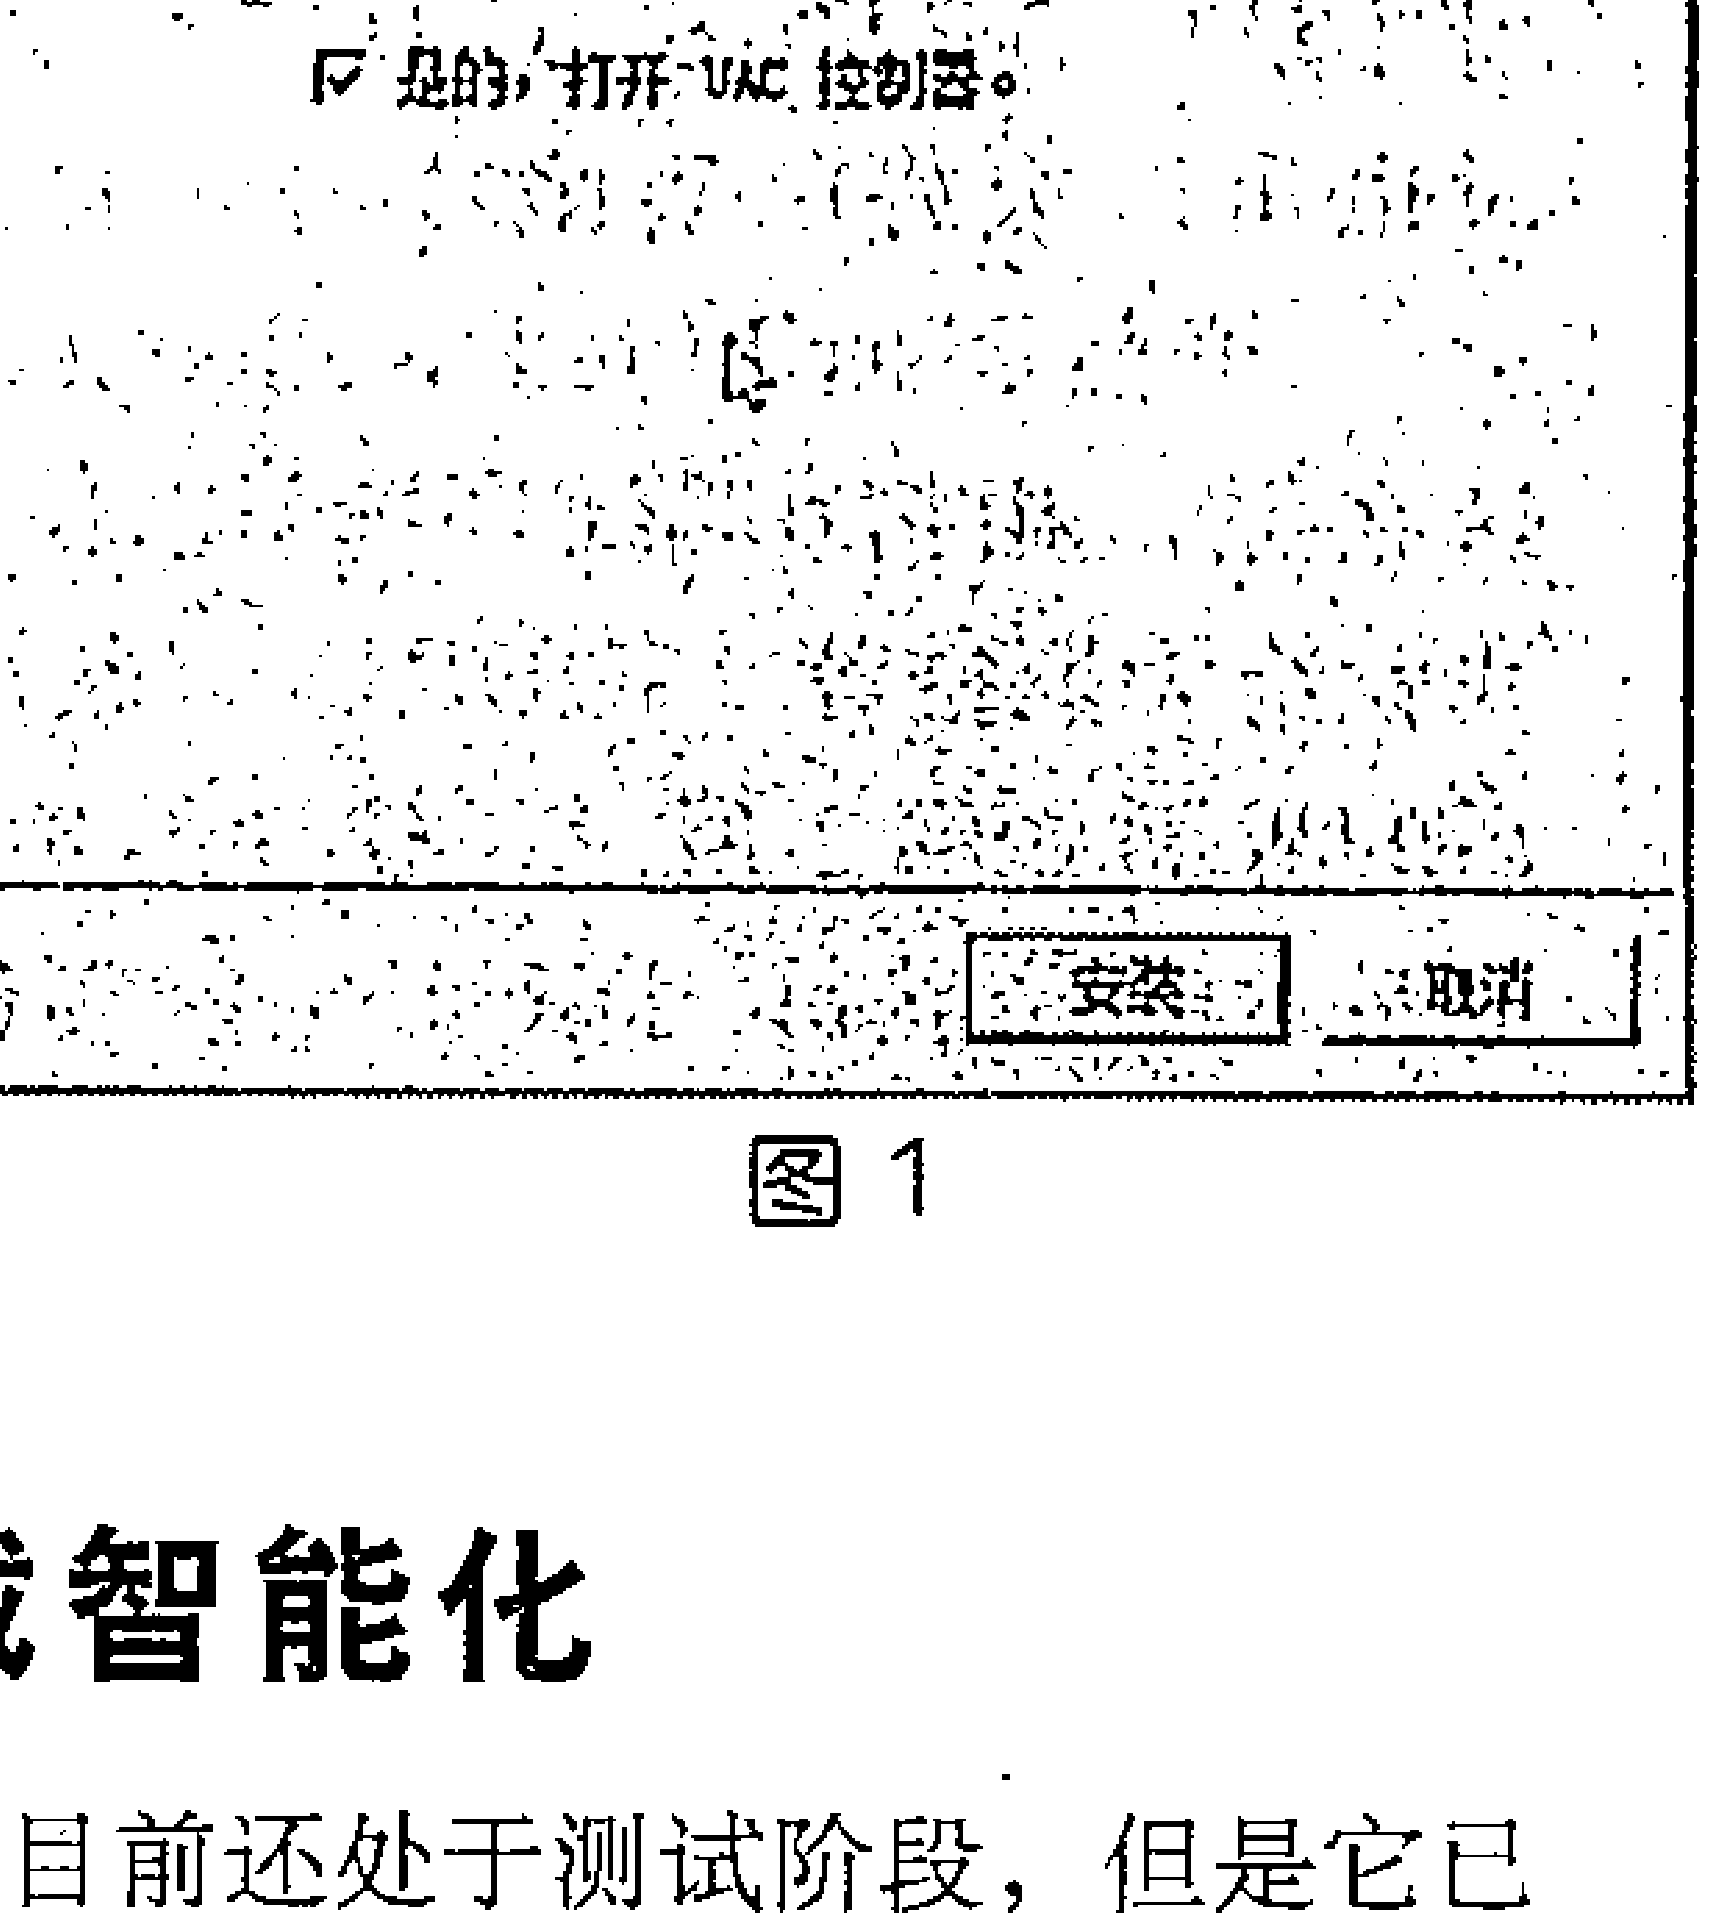 是的，打开 UAC 控制器。
安装 取消
图 1
智能化
目前还处于测试阶段，但是它已